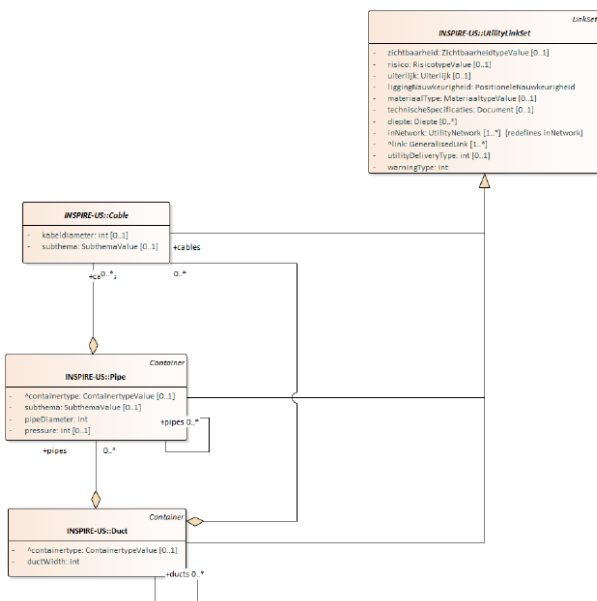 LinkSet
INSPIRE-US::UtilityLinkSet
- zichtbaarheid: ZichtbaarheidtypeValue [0..1]
- risico: RisicotypeValue [0..1]
- uiterlijk: Uiterlijk [0..1]
- liggingNauwkeurigheid: PositioneleNauwkeurigheid
- materiaalType: MateriaaltypeValue [0..1]
- technischeSpecificaties: Document [0..1]
- diepte: Diepte [0..*]
- inNetwork: UtilityNetwork [1..*] {redefines inNetwork}
- ^link: GeneralisedLink [1..*]
- utilityDeliveryType: int [0..1]
- warningType: int
INSPIRE-US::Cable
- kabeldiameter: int [0..1]
- subthema: SubthemaValue [0..1]
+cables
0..*
0..*
Container
INSPIRE-US::Pipe
- ^containertype: ContainertypeValue [0..1]
- subthema: SubthemaValue [0..1]
- pipeDiameter: int
- pressure: int [0..1]
+pipes 0..*
+pipes 0..*
Container
INSPIRE-US::Duct
- ^containertype: ContainertypeValue [0..1]
- ductWidth: int
+ducts 0..*